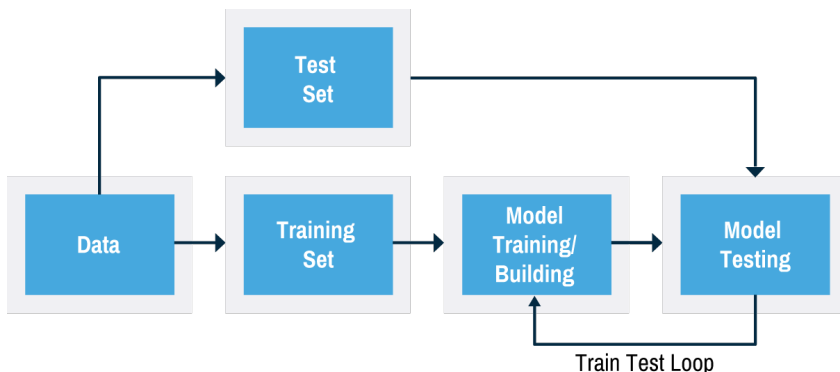 Test
Set
Data
Training
Set
Model
Training/
Building
Model
Testing
Train Test Loop